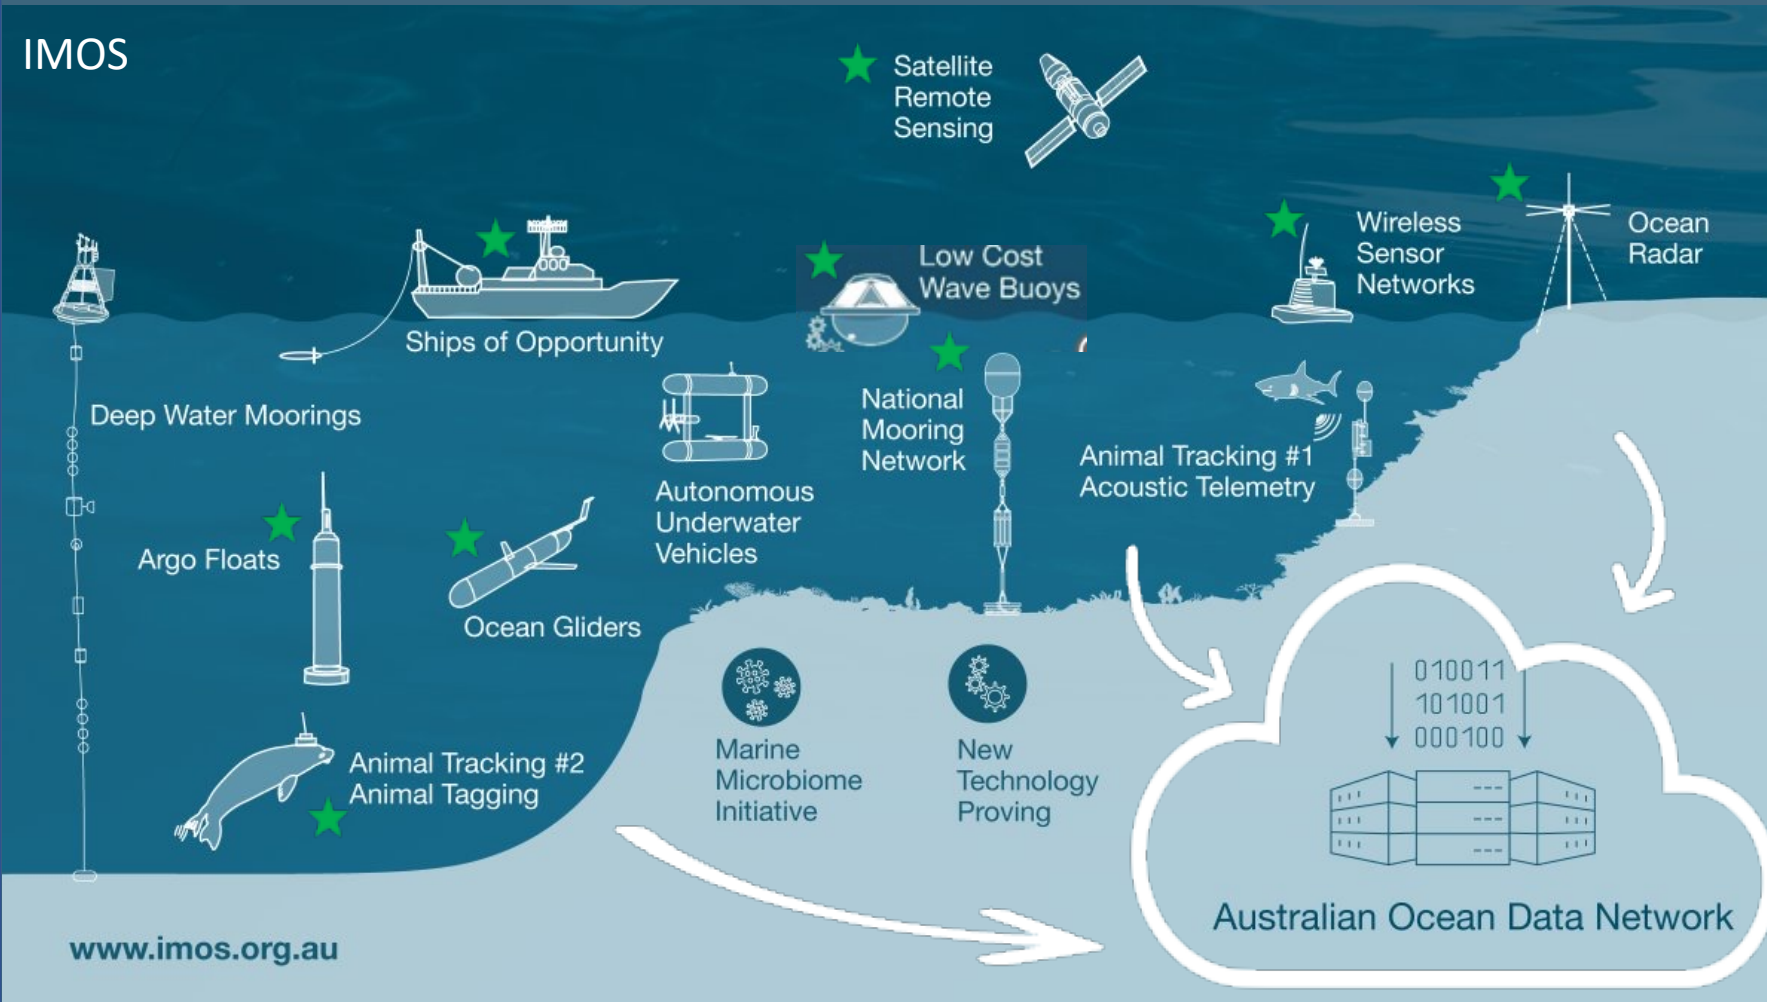 IMOS
Satellite
Remote
Sensing
Wireless
Sensor
Networks
Ocean
Radar
Low Cost
Wave Buoys
Ships of Opportunity
Deep Water Moorings
National
Mooring
Network
Animal Tracking #1
Acoustic Telemetry
Autonomous
Underwater
Vehicles
Argo Floats
Ocean Gliders
Animal Tracking #2
Animal Tagging
Marine
Microbiome
Initiative
New
Technology
Proving
010011
101001
000100
Australian Ocean Data Network
www.imos.org.au